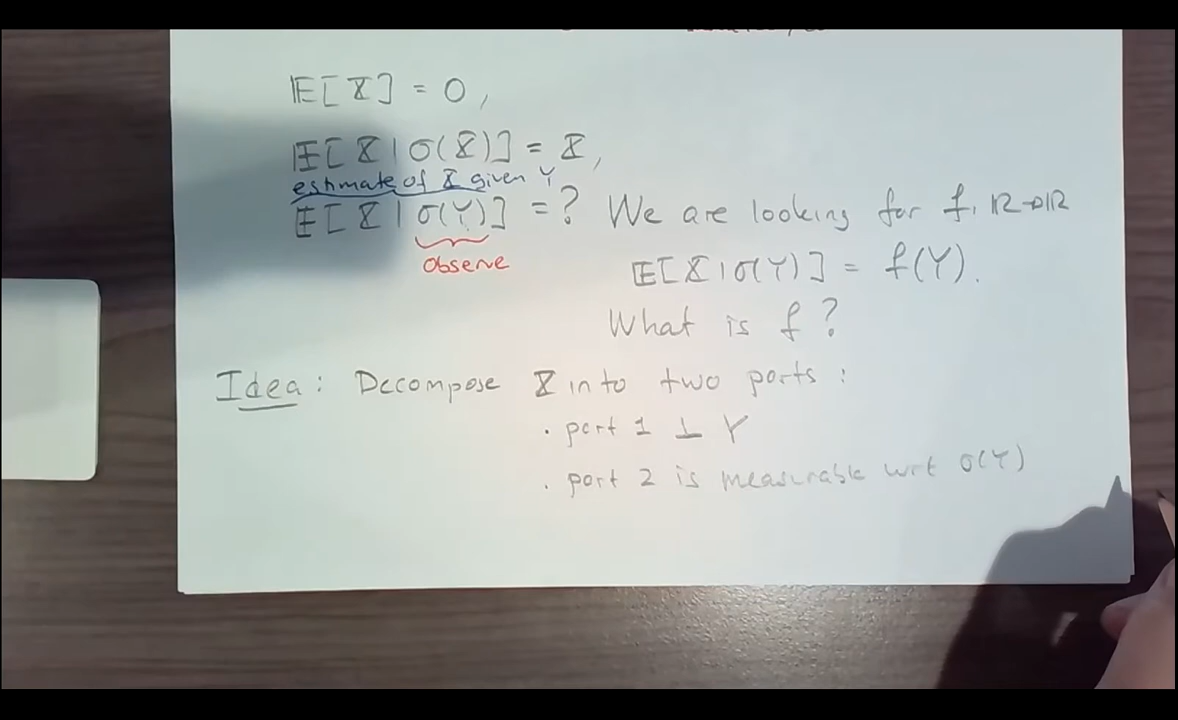 𝔼[X] = 0,
𝔼[X|σ(X)] = X,
estimate of X given Y
𝔼[X|σ(Y)] = ? We are looking for f: ℝ→ℝ
observe
𝔼[X|σ(Y)] = f(Y).
What is f?
Idea: Decompose X into two parts:
· part 1 ⊥ Y
· part 2 is measurable wrt σ(Y)